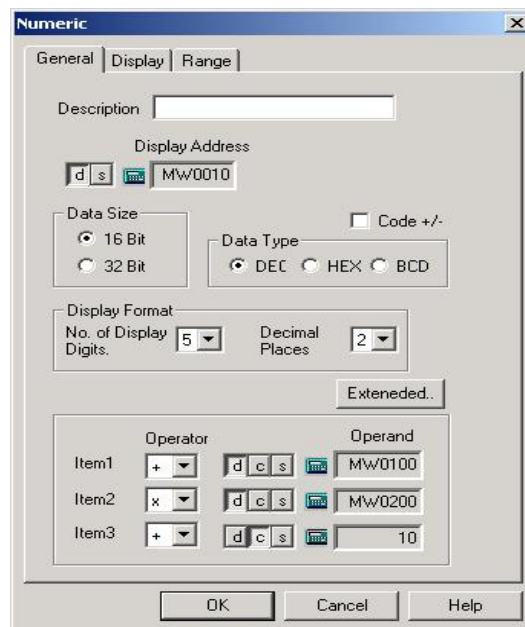 Numeric
General Display Range
Description
Display Address
d s MW0010
Data Size
16 Bit
32 Bit
Code +/-
Data Type
DEC HEX BCD
Display Format
No. of Display Digits. 5 Decimal Places 2
Exteneded..
Operator Operand
Item1 + d c s MW0100
Item2 x d c s MW0200
Item3 + d c s 10
OK Cancel Help